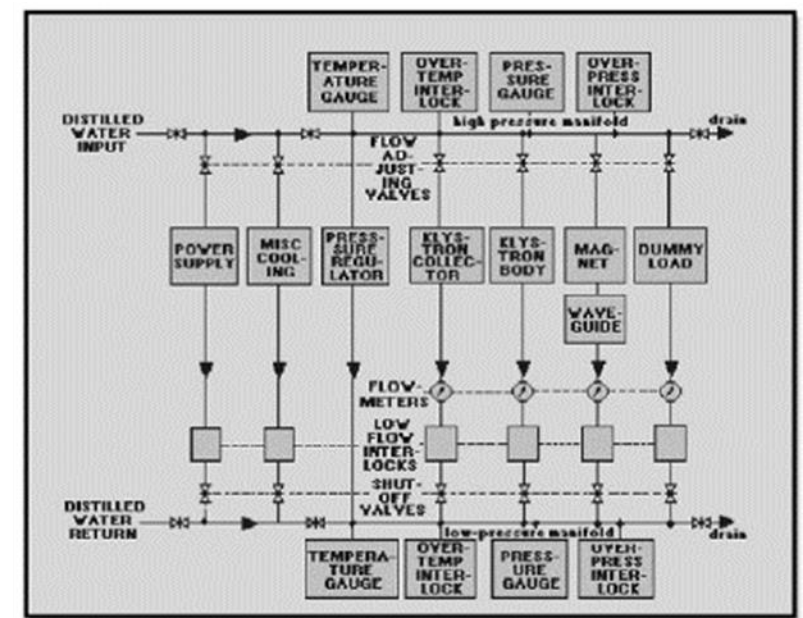 TEMPER-
ATURE
GAUGE
OVER-
TEMP
INTER-
LOCK
PRES-
SURE
GAUGE
OVER-
PRESS
INTER-
LOCK
DISTILLED
WATER
INPUT
high pressure manifold
drain
FLOW
AD-
JUST-
ING
VALVES
POWER
SUPPLY
MISC
COOL-
ING
PRESS-
SURE
REGU-
LATOR
KLYS-
TRON
COLLEC-
TOR
KLYS-
TRON
BODY
MAG-
NET
DUMMY
LOAD
WAVE-
GUIDE
FLOW-
METERS
LOW
FLOW
INTER-
LOCKS
SHUT-
OFF
VALVES
DISTILLED
WATER
RETURN
low-pressure manifold
drain
TEMPERA-
TURE
GAUGE
OVER-
TEMP
INTER-
LOCK
PRESS-
URE
GAUGE
OVER-
PRESS
INTER-
LOCK